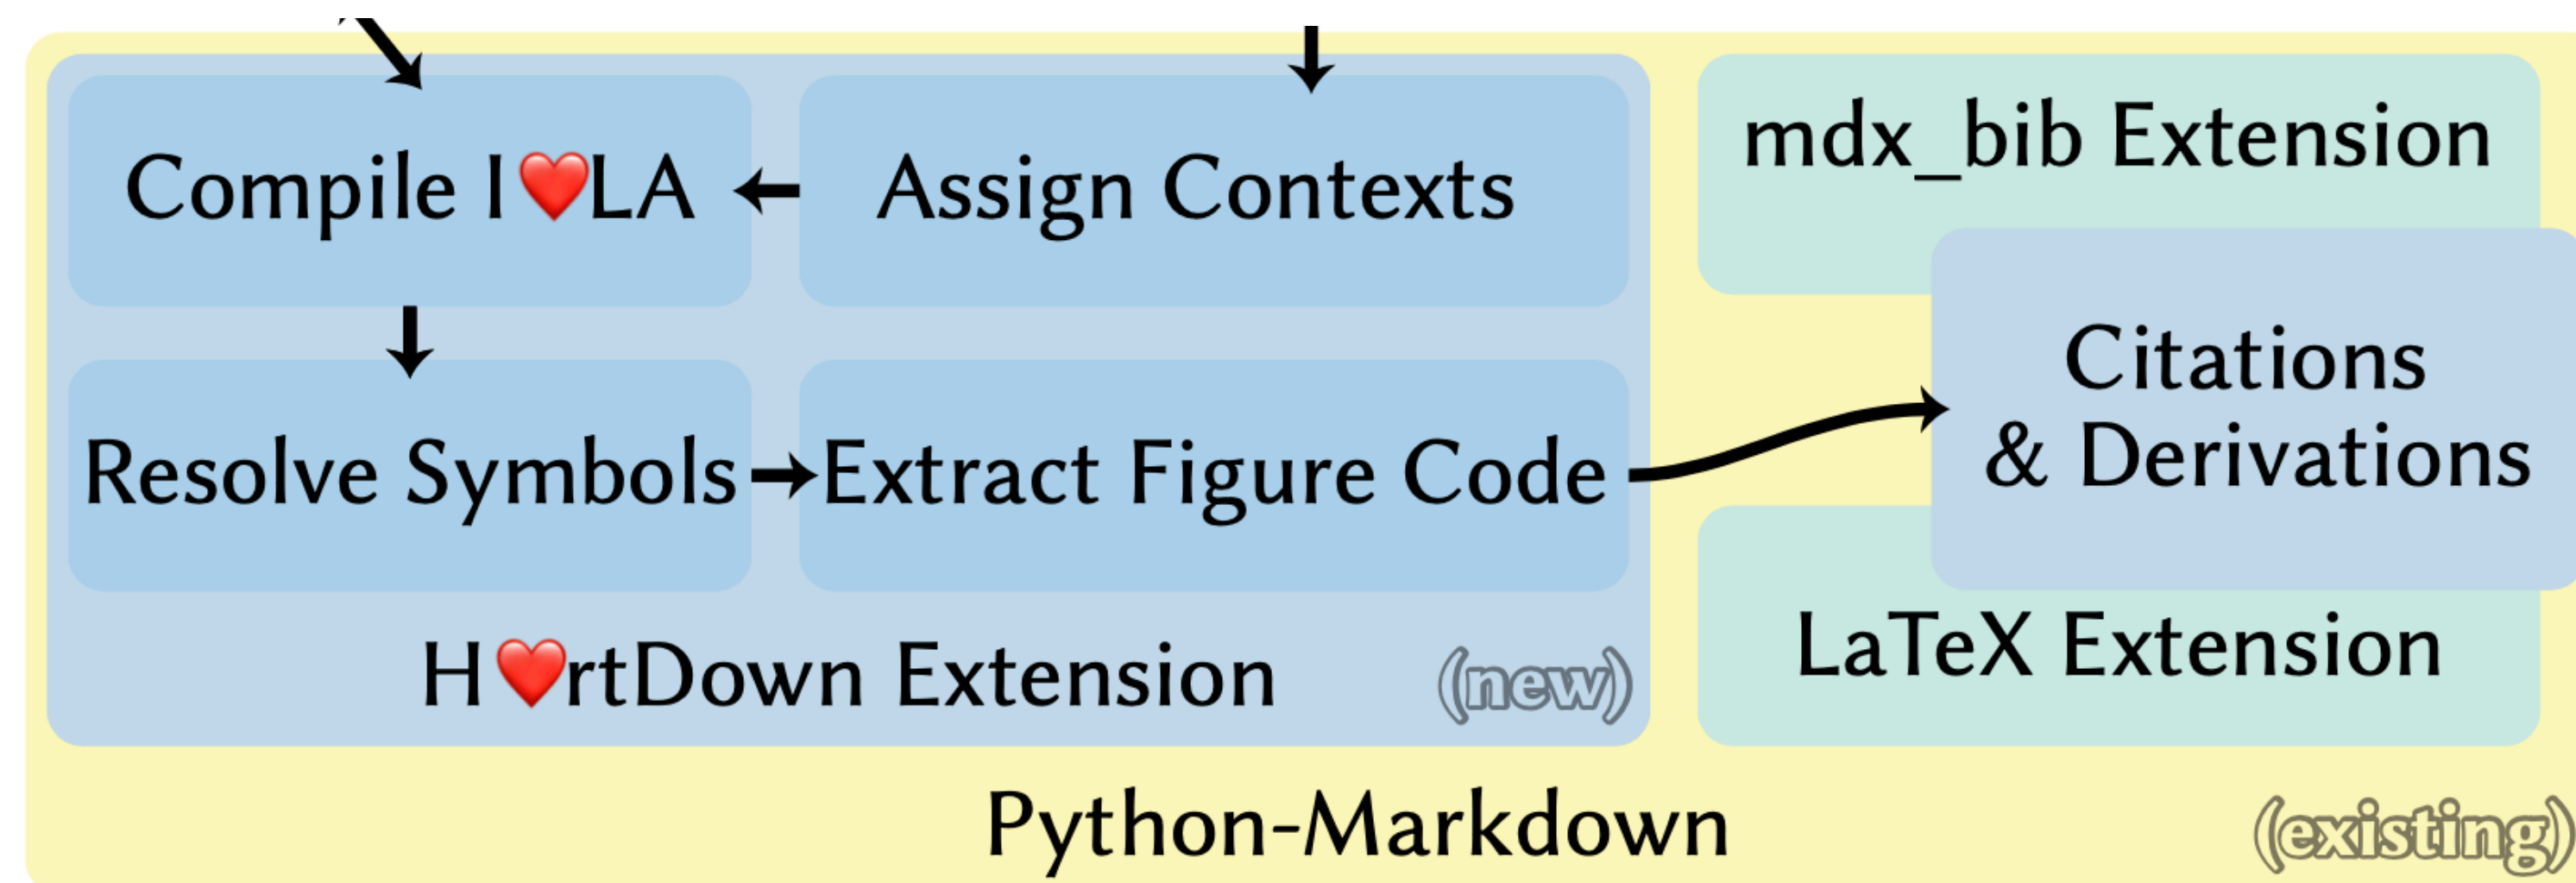 Compile I❤️LA
Assign Contexts
Resolve Symbols
Extract Figure Code
H❤️rtDown Extension
(new)
mdx_bib Extension
Citations
& Derivations
LaTeX Extension
Python-Markdown
(existing)